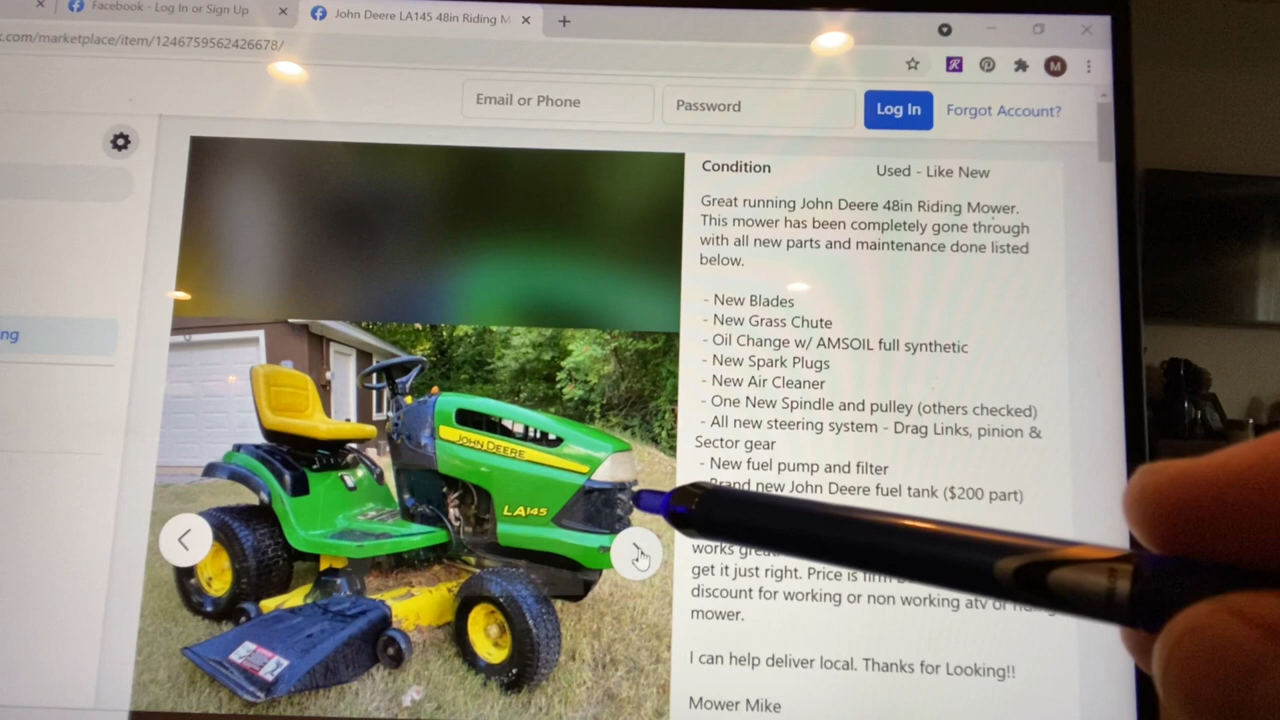 Facebook - Log In or Sign Up
John Deere LA145 48in Riding M
.com/marketplace/item/1246759562426678/
Email or Phone
Password
Log In
Forgot Account?
Condition
Used - Like New
Great running John Deere 48in Riding Mower.
This mower has been completely gone through
with all new parts and maintenance done listed
below.
- New Blades
- New Grass Chute
- Oil Change w/ AMSOIL full synthetic
- New Spark Plugs
- New Air Cleaner
- One New Spindle and pulley (others checked)
- All new steering system - Drag Links, pinion &
Sector gear
- New fuel pump and filter
Brand new John Deere fuel tank ($200 part)
works
get it just right. Price is firm
discount for working or non working atv or
mower.
I can help deliver local. Thanks for Looking!!
Mower Mike
ng
JOHN DEERE
LA145
M